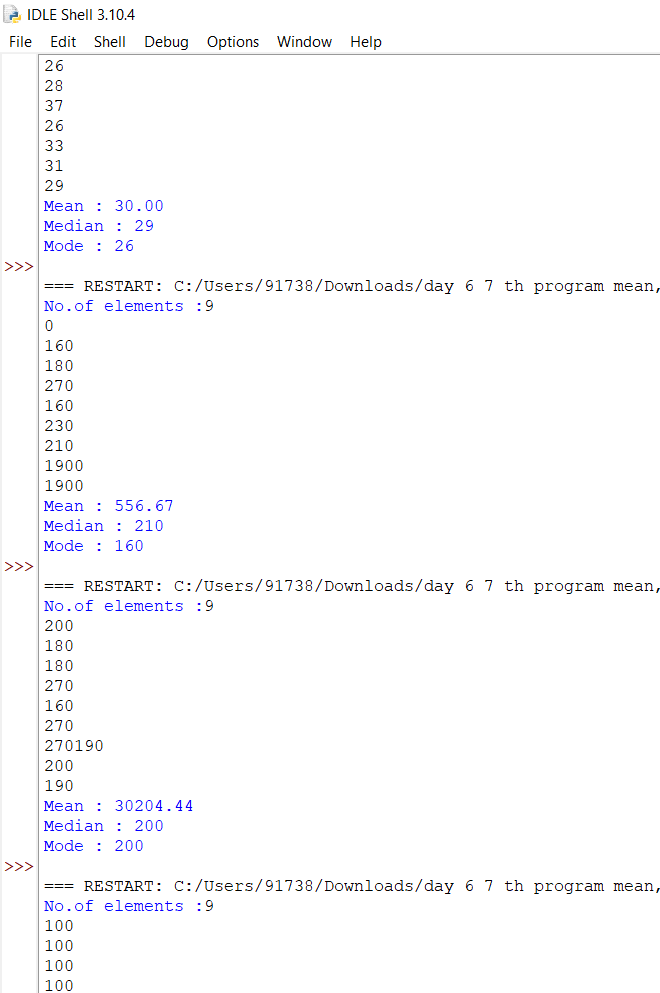 IDLE Shell 3.10.4
File Edit Shell Debug Options Window Help
26
28
37
26
33
31
29
Mean : 30.00
Median : 29
Mode : 26
>>>
=== RESTART: C:/Users/91738/Downloads/day 6 7 th program mean,
No.of elements :9
0
160
180
270
160
230
210
1900
1900
Mean : 556.67
Median : 210
Mode : 160
>>>
=== RESTART: C:/Users/91738/Downloads/day 6 7 th program mean,
No.of elements :9
200
180
180
270
160
270
270190
200
190
Mean : 30204.44
Median : 200
Mode : 200
>>>
=== RESTART: C:/Users/91738/Downloads/day 6 7 th program mean,
No.of elements :9
100
100
100
100